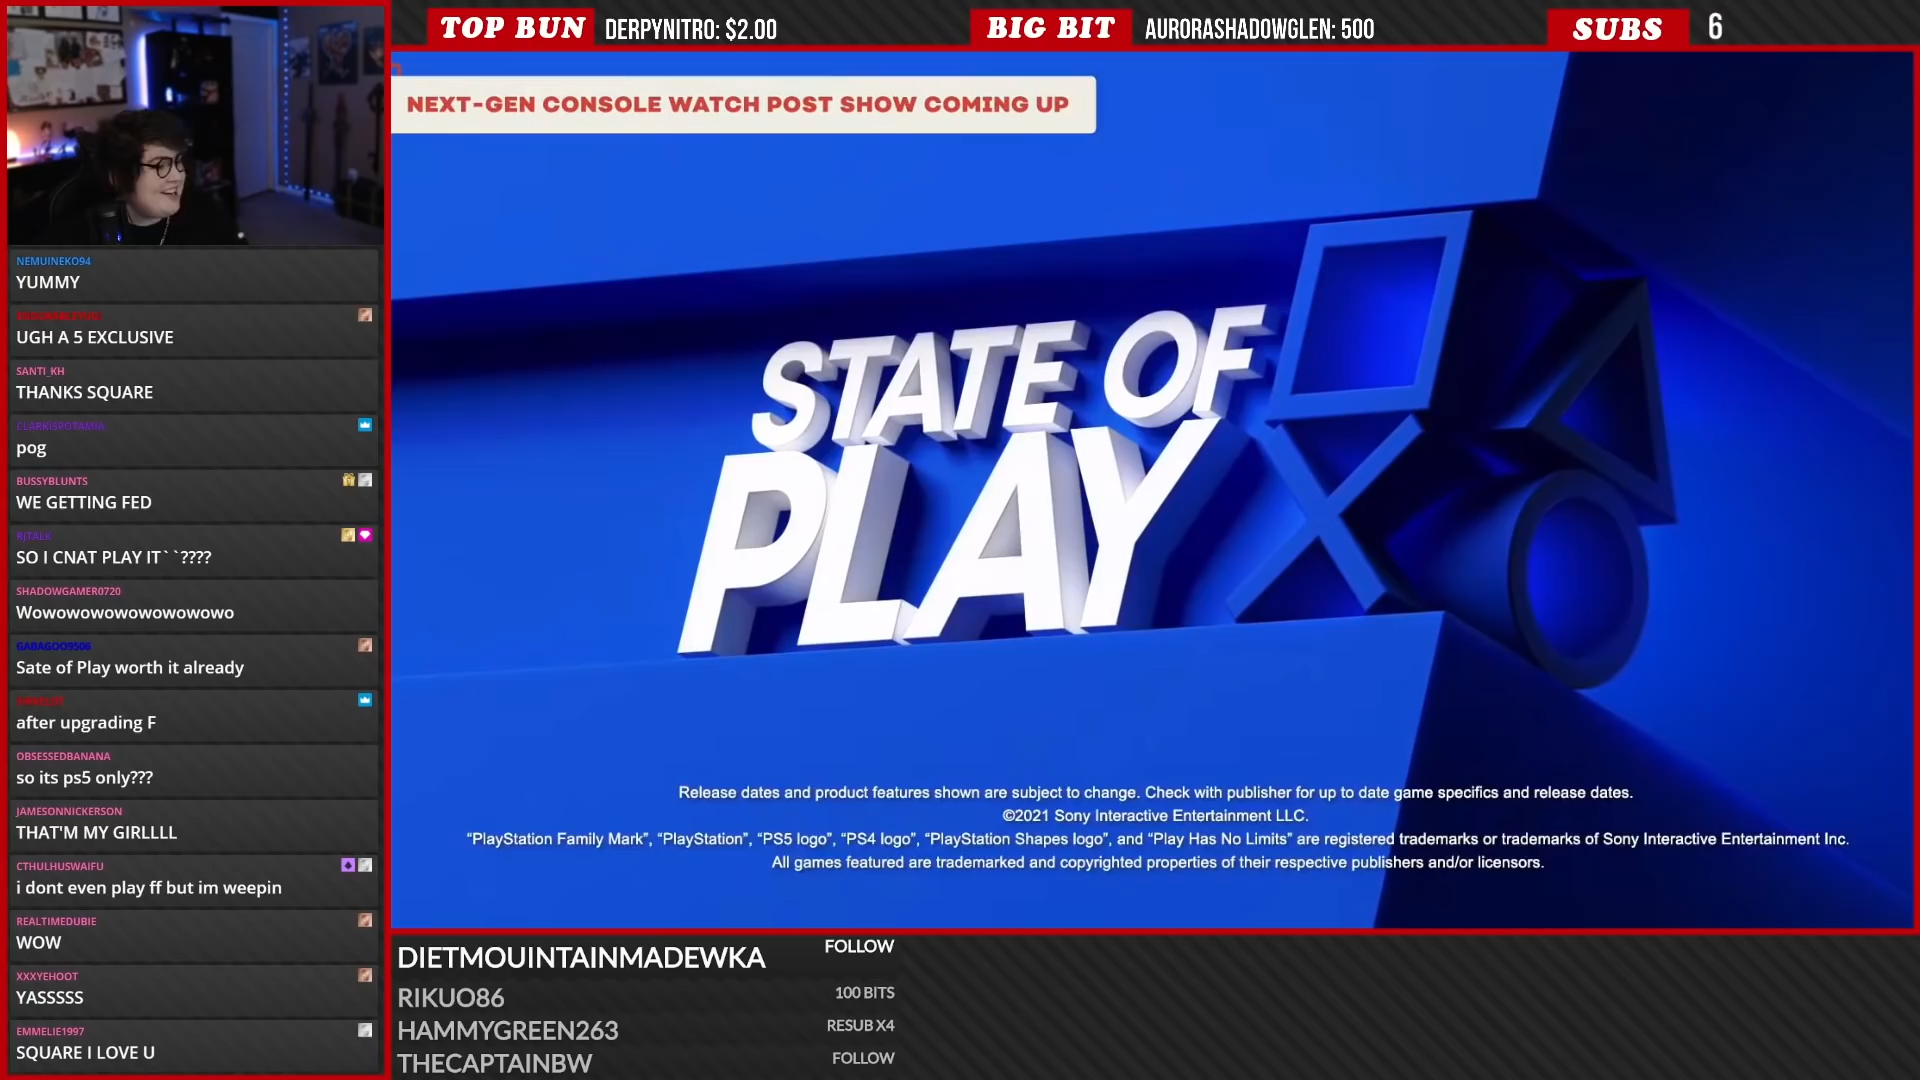 TOP BUN DERPYNITRO: $2.00
BIG BIT AURORASHADOWGLEN: 500
SUBS 6
NEXT-GEN CONSOLE WATCH POST SHOW COMING UP
STATE OF
PLAY
Release dates and product features shown are subject to change. Check with publisher for up to date game specifics and release dates.
©2021 Sony Interactive Entertainment LLC.
“PlayStation Family Mark”, “PlayStation”, “PS5 logo”, “PS4 logo”, “PlayStation Shapes logo”, and “Play Has No Limits” are registered trademarks or trademarks of Sony Interactive Entertainment Inc.
All games featured are trademarked and copyrighted properties of their respective publishers and/or licensors.
NEMUINEKO94
YUMMY
UGH A 5 EXCLUSIVE
SANTI_KH
THANKS SQUARE
CLARKISPOTAMIA
pog
BUSSYBLUNTS
WE GETTING FED
RJTALK
SO I CNAT PLAY IT``????
SHADOWGAMER0720
Wowowowowowowowowo
GABAGOO9506
Sate of Play worth it already
after upgrading F
OBSESSEDBANANA
so its ps5 only???
JAMESONNICKERSON
THAT'M MY GIRLLLL
CTHULHUSWAIFU
i dont even play ff but im weepin
REALTIMEDUBIE
WOW
XXXYEHOOT
YASSSSS
EMMELIE1997
SQUARE I LOVE U
DIETMOUINTAINMADEWKA FOLLOW
RIKUO86 100 BITS
HAMMYGREEN263 RESUB X4
THECAPTAINBW FOLLOW